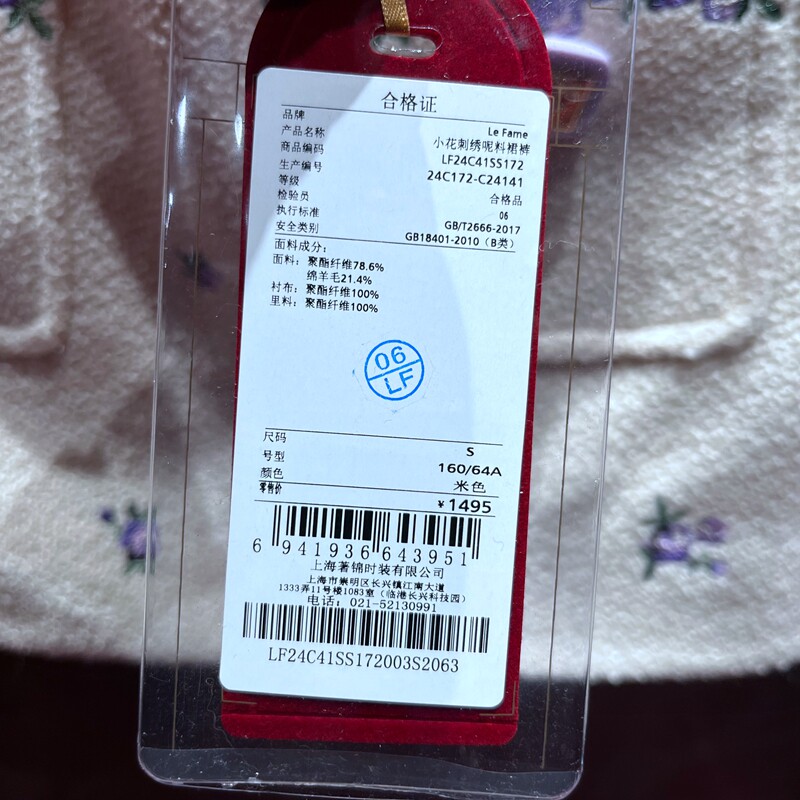 合格证
品牌 Le Fame
产品名称 小花刺绣呢料裙裤
商品编码 LF24C41SS172
生产编号 24C172-C24141
等级 合格品
检验员 06
执行标准 GB/T2666-2017
安全类别 GB18401-2010（B类）
面料成分：
面料：聚酯纤维78.6%
绵羊毛21.4%
衬布：聚酯纤维100%
里料：聚酯纤维100%
06
LF
尺码 S
号型 160/64A
颜色 米色
零售价 ¥1495
6 941936 643951
上海著锦时装有限公司
上海市崇明区长兴镇江南大道
1333弄11号楼1083室（临港长兴科技园）
电话：021-52130991
LF24C41SS172003S2063